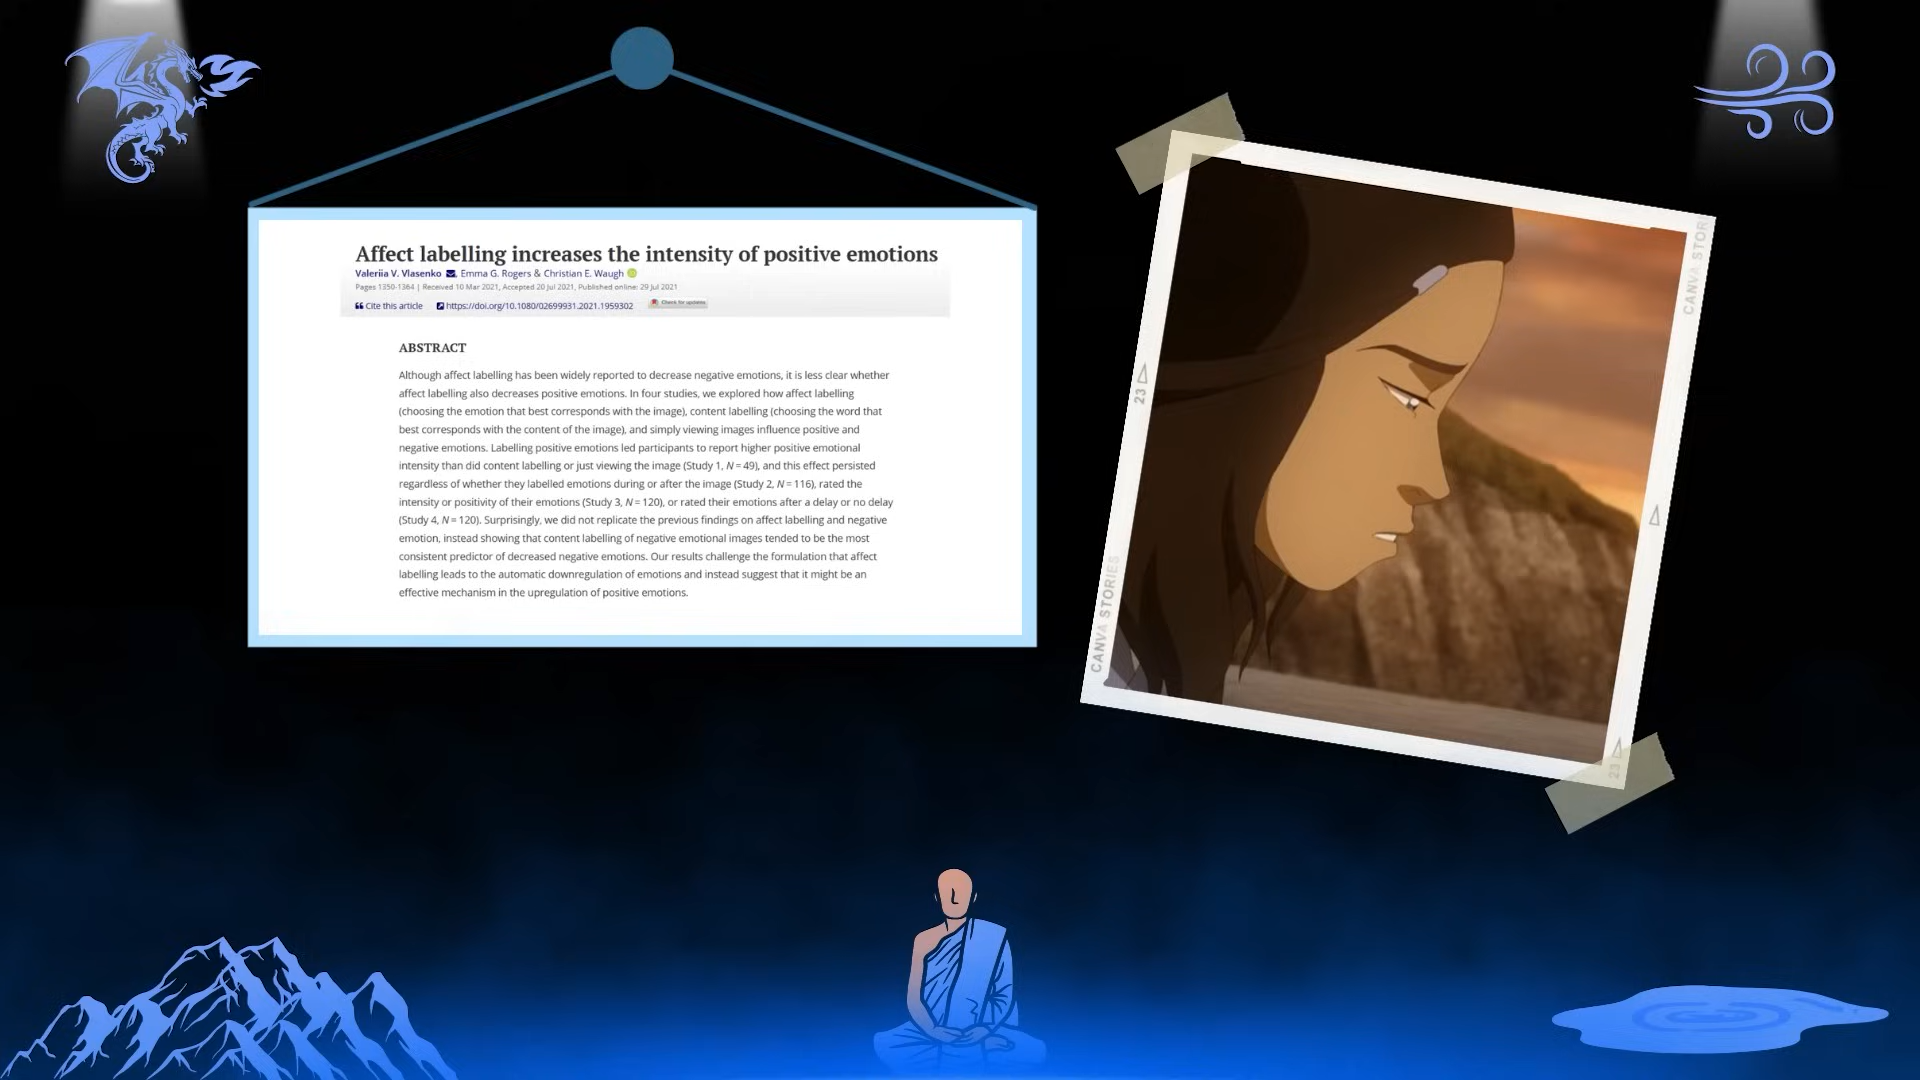 Affect labelling increases the intensity of positive emotions
Valeriia V. Vlasenko, Emma G. Rogers & Christian E. Waugh
Pages 1350-1364 | Received 10 Mar 2021, Accepted 20 Jul 2021, Published online: 29 Jul 2021
Cite this article https://doi.org/10.1080/02699931.2021.1959302 Check for updates
ABSTRACT
Although affect labelling has been widely reported to decrease negative emotions, it is less clear whether
affect labelling also decreases positive emotions. In four studies, we explored how affect labelling
(choosing the emotion that best corresponds with the image), content labelling (choosing the word that
best corresponds with the content of the image), and simply viewing images influence positive and
negative emotions. Labelling positive emotions led participants to report higher positive emotional
intensity than did content labelling or just viewing the image (Study 1, N = 49), and this effect persisted
regardless of whether they labelled emotions during or after the image (Study 2, N = 116), rated the
intensity or positivity of their emotions (Study 3, N = 120), or rated their emotions after a delay or no delay
(Study 4, N = 120). Surprisingly, we did not replicate the previous findings on affect labelling and negative
emotion, instead showing that content labelling of negative emotional images tended to be the most
consistent predictor of decreased negative emotions. Our results challenge the formulation that affect
labelling leads to the automatic downregulation of emotions and instead suggest that it might be an
effective mechanism in the upregulation of positive emotions.
CANVA STOR
23
CANVA STORIES
23